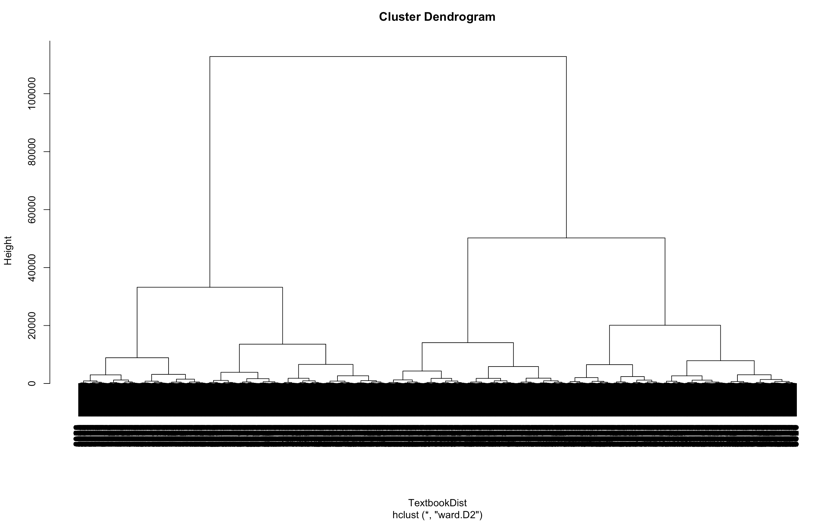 Cluster Dendrogram
Height
100000
80000
60000
40000
20000
0
TextbookDist
hclust (*, "ward.D2")